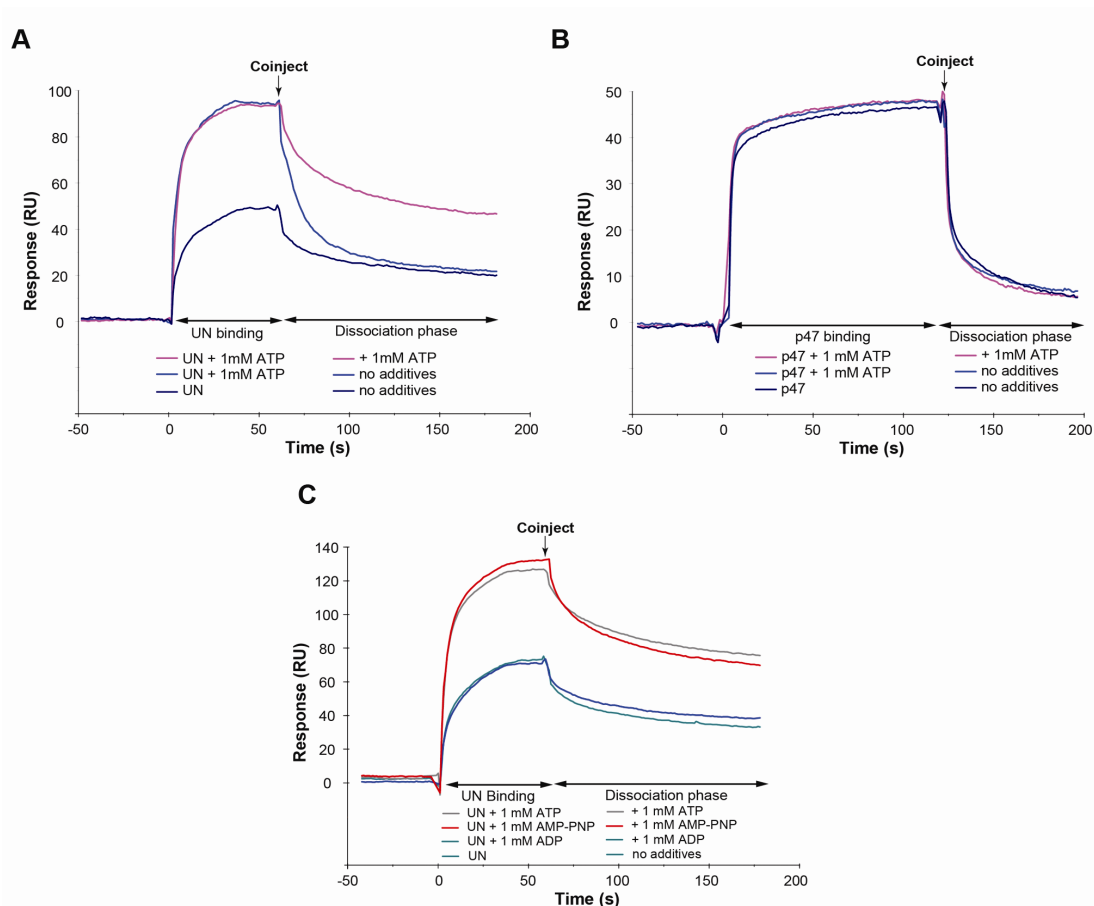 A
Coinject
100
80
60
40
20
0
Response (RU)
UN binding
Dissociation phase
UN + 1mM ATP
+ 1mM ATP
UN + 1mM ATP
no additives
UN
no additives
-50
0
50
100
150
200
Time (s)
B
Coinject
50
40
30
20
10
0
Response (RU)
p47 binding
Dissociation phase
p47 + 1 mM ATP
+ 1mM ATP
p47 + 1 mM ATP
no additives
p47
no additives
-50
0
50
100
150
200
Time (s)
C
Coinject
140
120
100
80
60
40
20
0
Response (RU)
UN Binding
Dissociation phase
UN + 1 mM ATP
+ 1 mM ATP
UN + 1 mM AMP-PNP
+ 1 mM AMP-PNP
UN + 1 mM ADP
+ 1 mM ADP
UN
no additives
-50
0
50
100
150
200
Time (s)